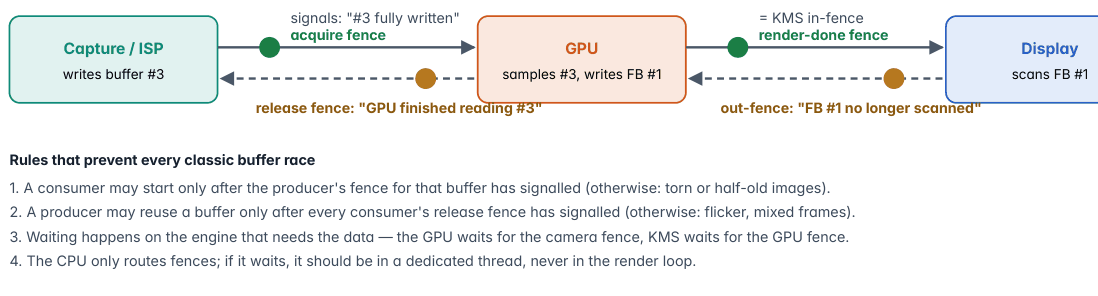 signals: "#3 fully written"
acquire fence
= KMS in-fence
render-done fence
Capture / ISP
writes buffer #3
GPU
samples #3, writes FB #1
Display
scans FB #1
release fence: "GPU finished reading #3"
out-fence: "FB #1 no longer scanned"
Rules that prevent every classic buffer race
1. A consumer may start only after the producer's fence for that buffer has signalled (otherwise: torn or half-old images).
2. A producer may reuse a buffer only after every consumer's release fence has signalled (otherwise: flicker, mixed frames).
3. Waiting happens on the engine that needs the data — the GPU waits for the camera fence, KMS waits for the GPU fence.
4. The CPU only routes fences; if it waits, it should be in a dedicated thread, never in the render loop.